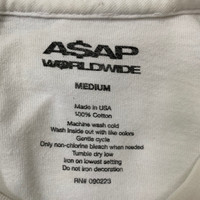 A$AP
WORLDWIDE
MEDIUM
Made in USA
100% Cotton
Machine wash cold
Wash inside out with like colors
Gentle cycle
Only non-chlorine bleach when needed
Tumble dry low
Iron on lowest setting
Do not iron decoration
RN# 090223